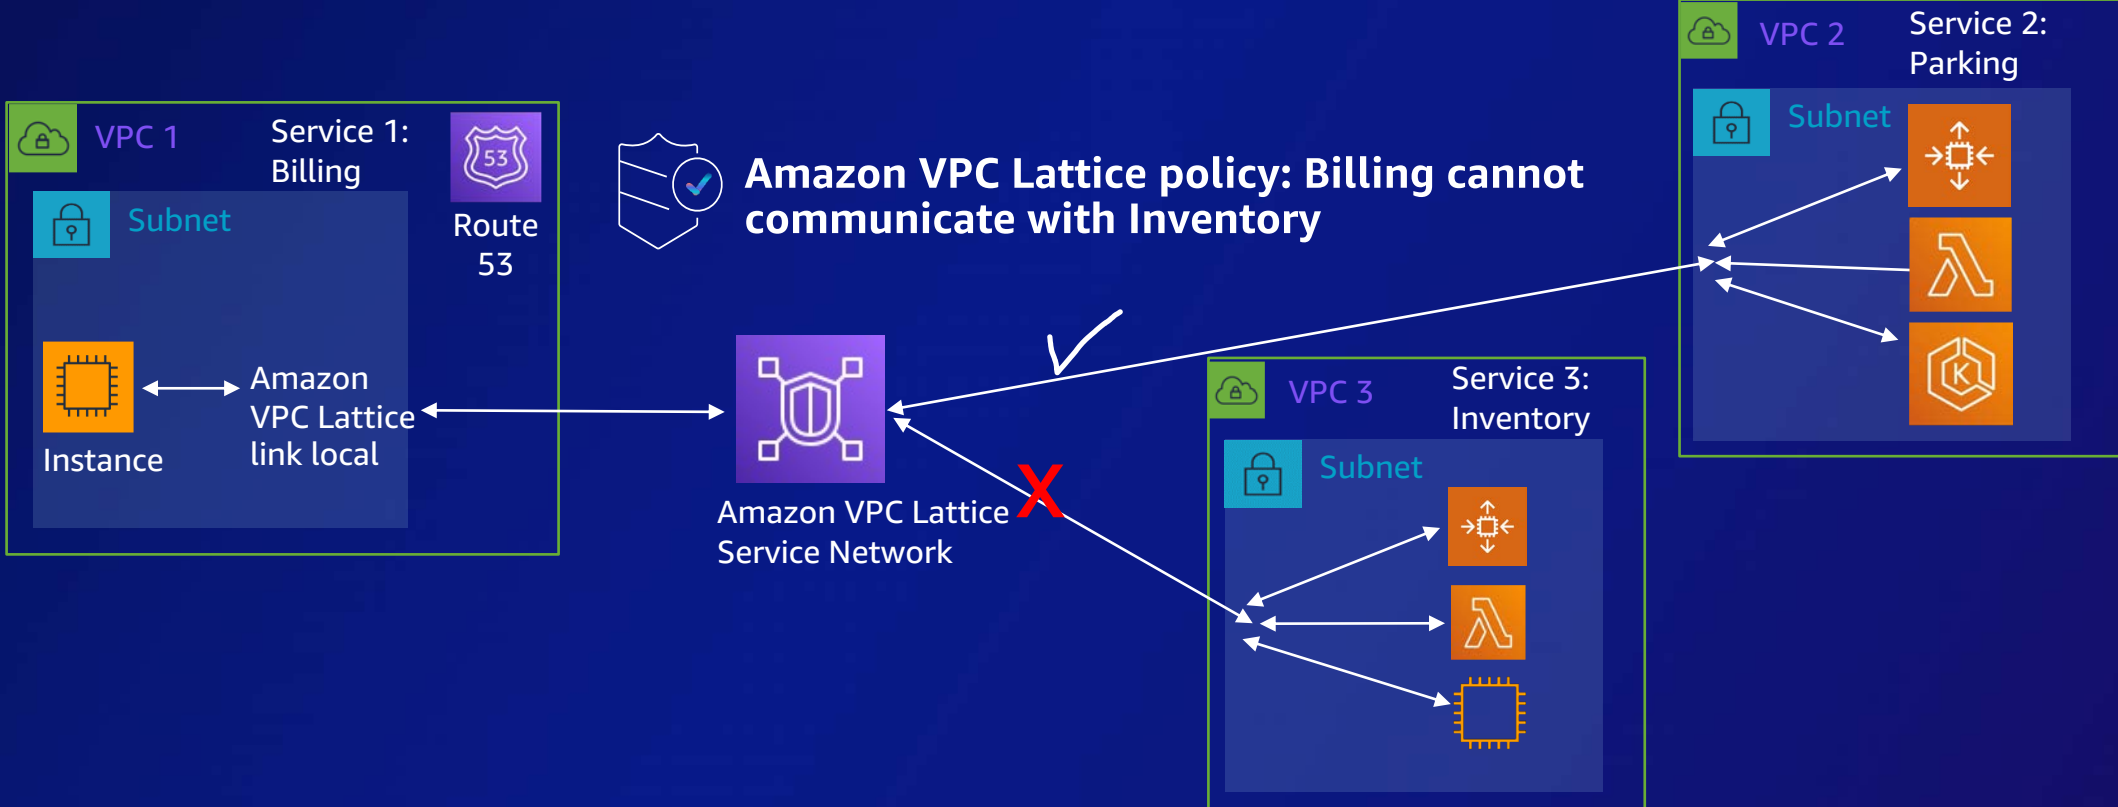 VPC 1
Service 1:
Billing
53
Route
53
Subnet
Instance
Amazon
VPC Lattice
link local
Amazon VPC Lattice policy: Billing cannot
communicate with Inventory
Amazon VPC Lattice
Service Network
X
VPC 2
Service 2:
Parking
Subnet
K
VPC 3
Service 3:
Inventory
Subnet